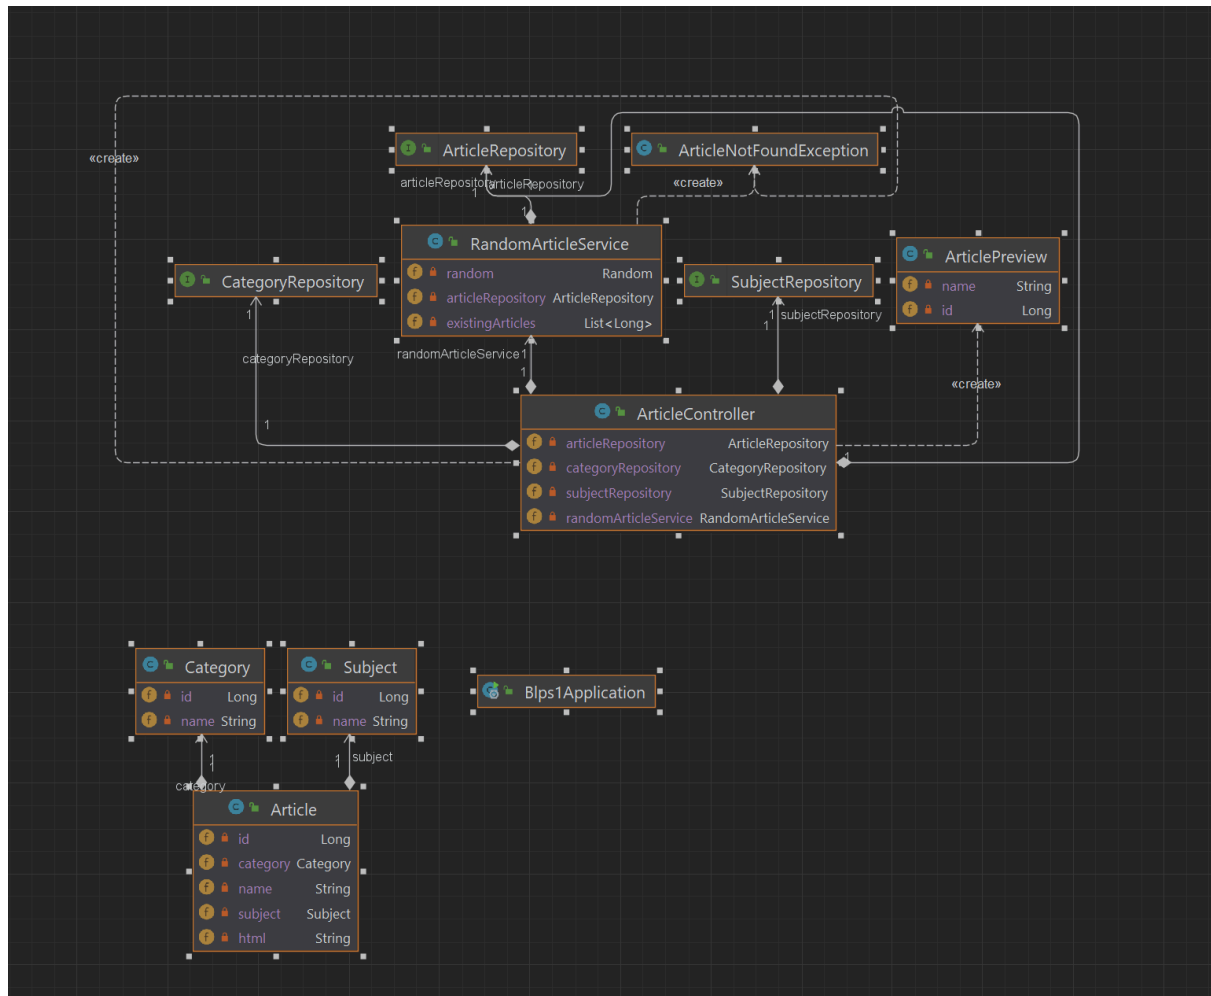 «create»
ArticleRepository
ArticleNotFoundException
articleRepository
articleRepository
1
«create»
1
RandomArticleService
random Random
articleRepository ArticleRepository
existingArticles List<Long>
CategoryRepository
SubjectRepository
ArticlePreview
name String
id Long
1
1
subjectRepository
1
randomArticleService
1
categoryRepository
1
«create»
ArticleController
articleRepository ArticleRepository
categoryRepository CategoryRepository
subjectRepository SubjectRepository
randomArticleService RandomArticleService
1
1
Category
id Long
name String
Subject
id Long
name String
Blps1Application
1
1
category
1
subject
Article
id Long
category Category
name String
subject Subject
html String